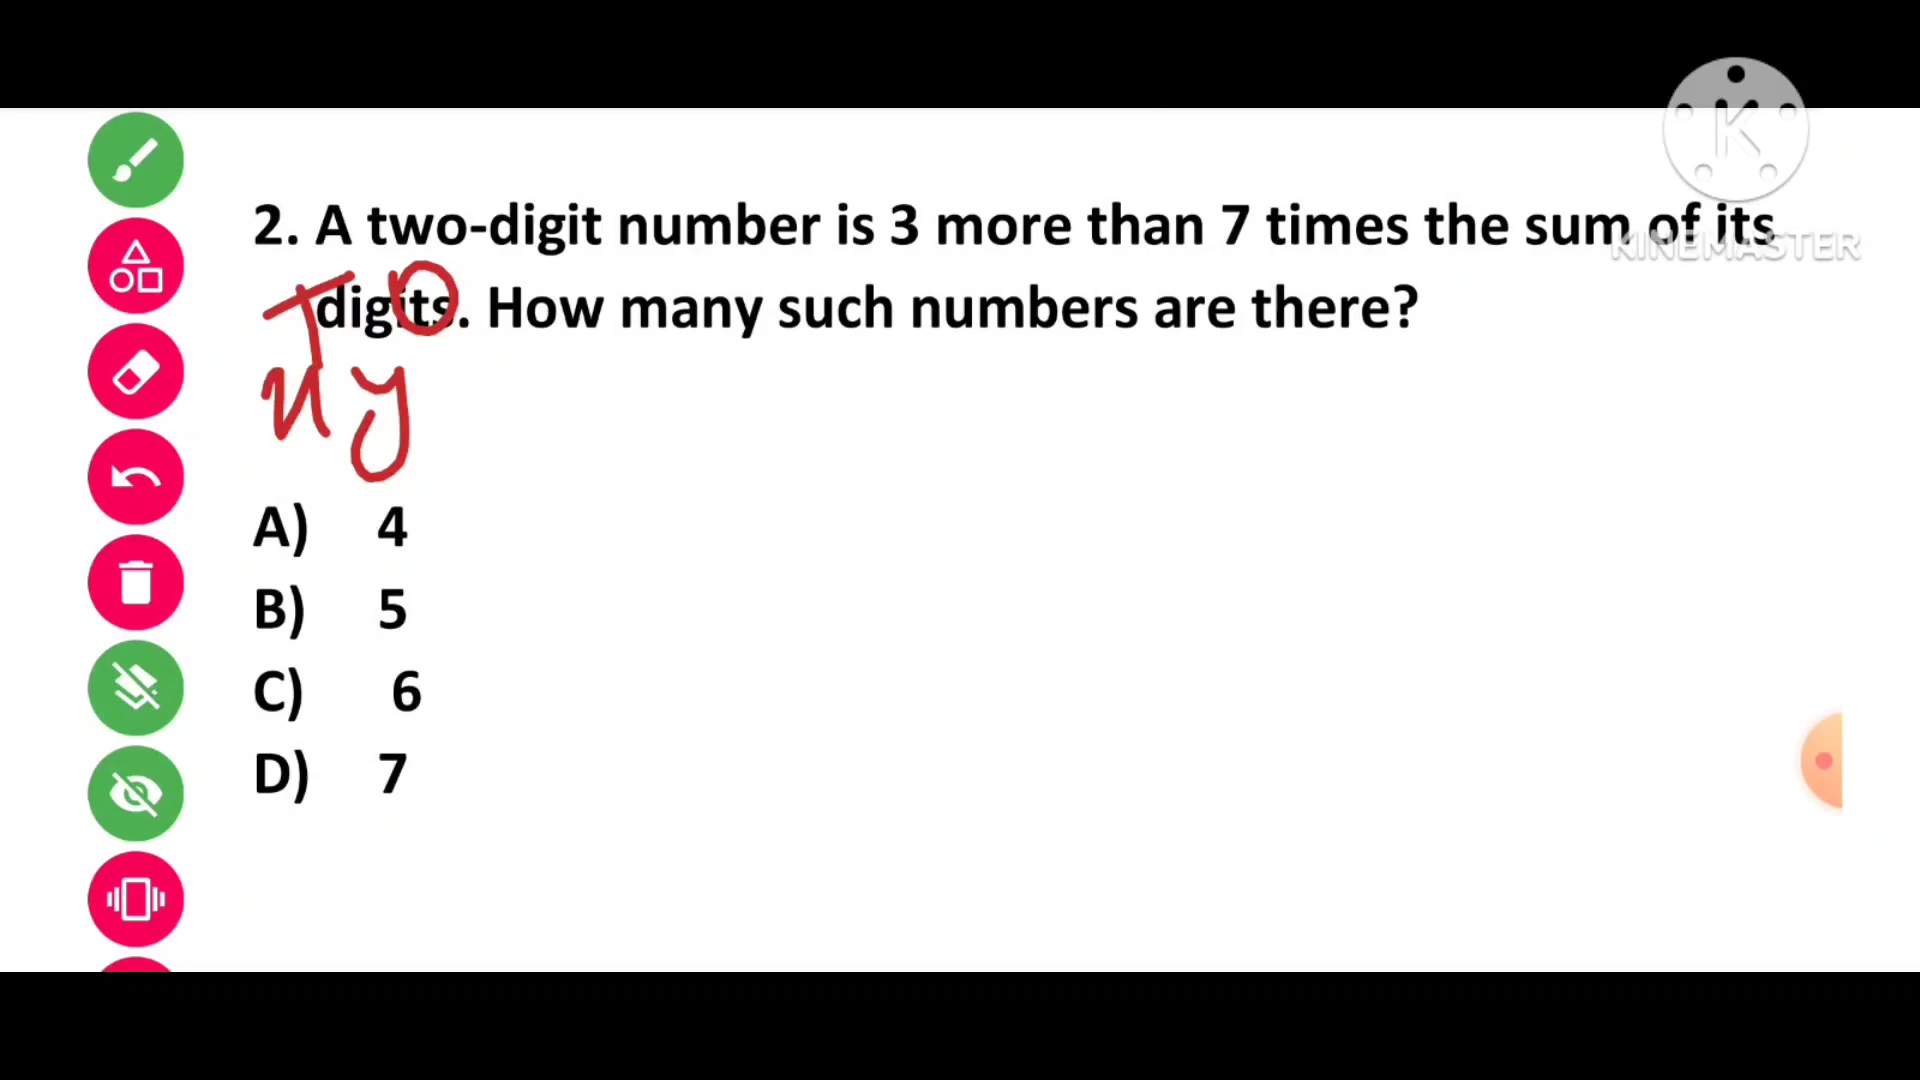 K
KINEMASTER
2. A two-digit number is 3 more than 7 times the sum of its
digits. How many such numbers are there?
T O
x y
A) 4
B) 5
C) 6
D) 7